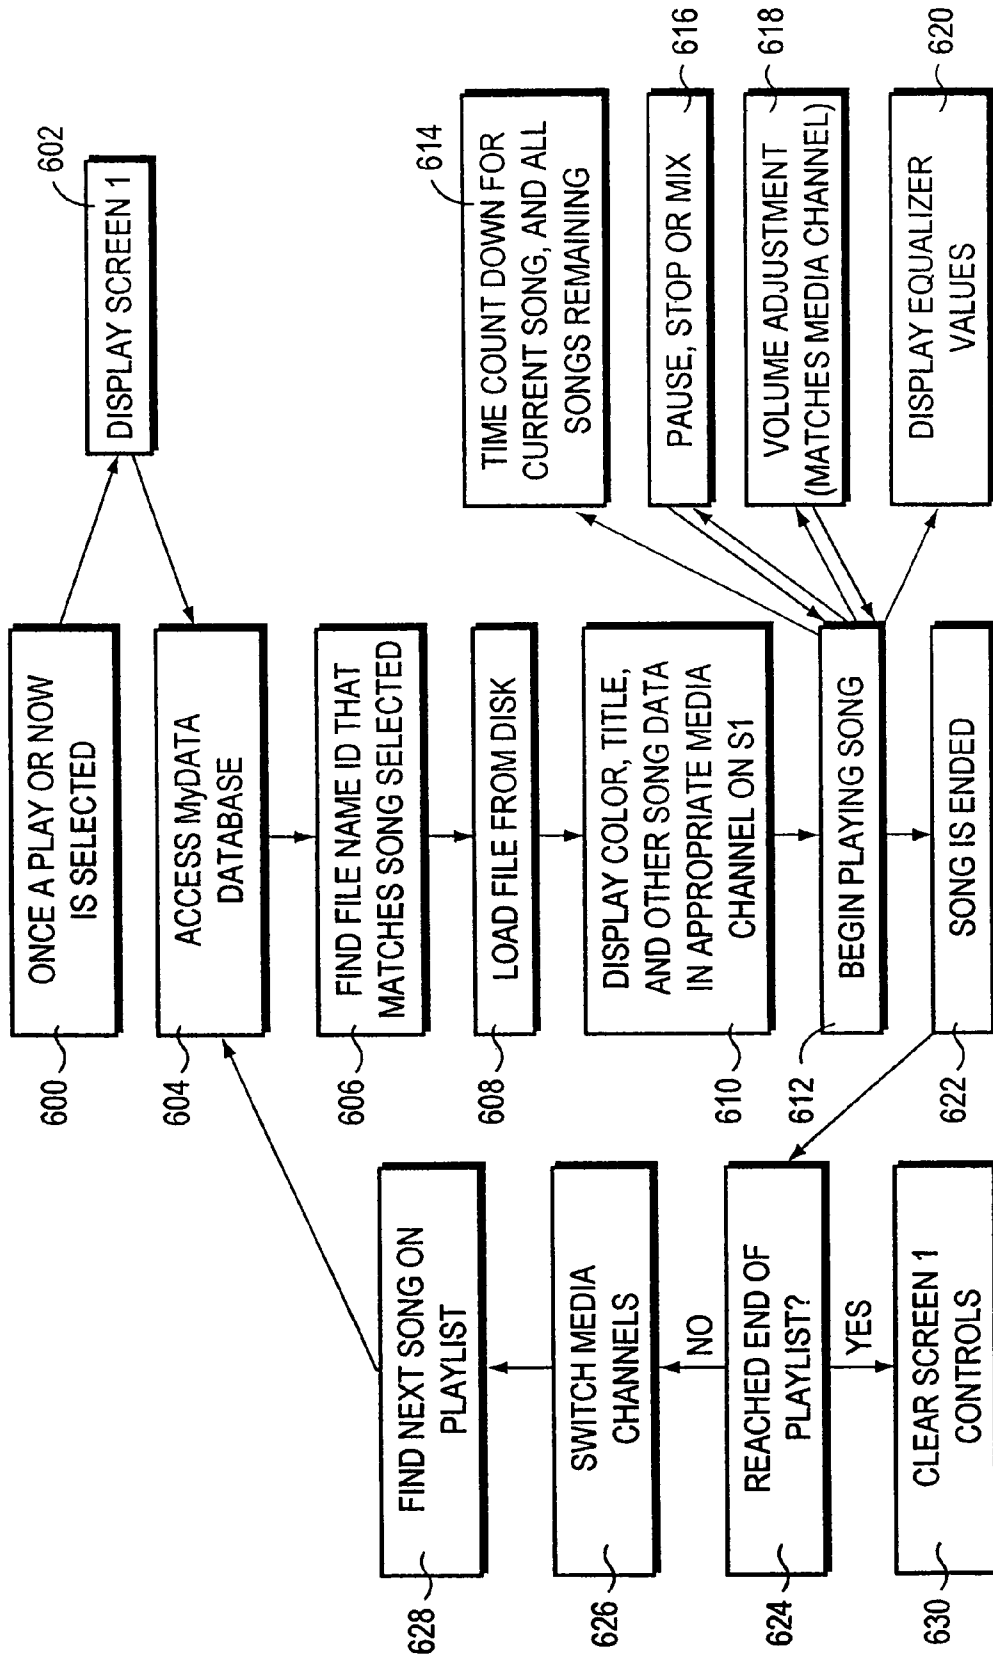 600
ONCE A PLAY OR NOW
IS SELECTED
602
DISPLAY SCREEN 1
604
ACCESS MyDATA
DATABASE
606
FIND FILE NAME ID THAT
MATCHES SONG SELECTED
608
LOAD FILE FROM DISK
610
DISPLAY COLOR, TITLE,
AND OTHER SONG DATA
IN APPROPRIATE MEDIA
CHANNEL ON S1
612
BEGIN PLAYING SONG
614
TIME COUNT DOWN FOR
CURRENT SONG, AND ALL
SONGS REMAINING
616
PAUSE, STOP OR MIX
618
VOLUME ADJUSTMENT
(MATCHES MEDIA CHANNEL)
620
DISPLAY EQUALIZER
VALUES
622
SONG IS ENDED
624
REACHED END OF
PLAYLIST?
NO
YES
626
SWITCH MEDIA
CHANNELS
628
FIND NEXT SONG ON
PLAYLIST
630
CLEAR SCREEN 1
CONTROLS